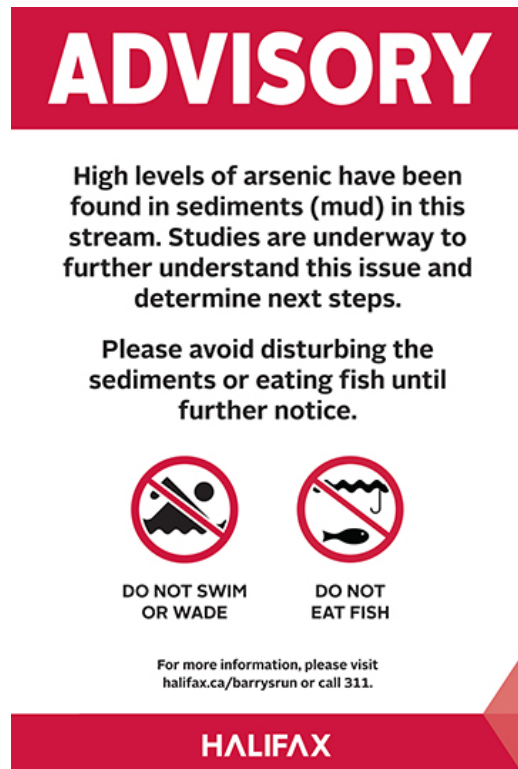 ADVISORY
High levels of arsenic have been
found in sediments (mud) in this
stream. Studies are underway to
further understand this issue and
determine next steps.
Please avoid disturbing the
sediments or eating fish until
further notice.
DO NOT SWIM
OR WADE
DO NOT
EAT FISH
For more information, please visit
halifax.ca/barrysrun or call 311.
HALIFAX